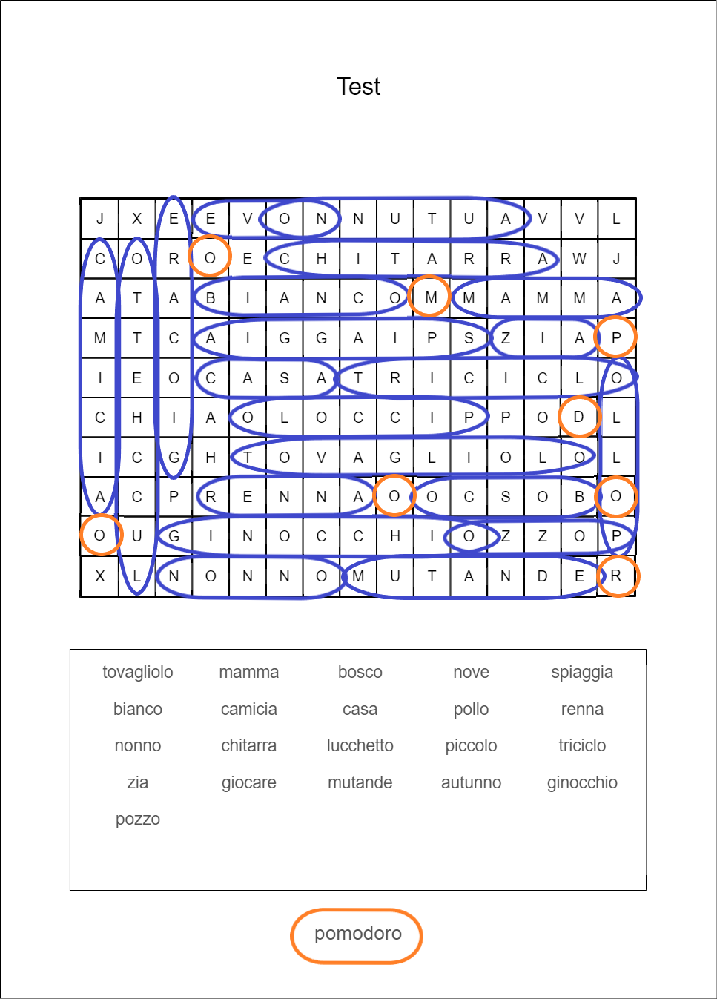 Test
J X E E V O N N U T U A V V L
C O R O E C H I T A R R A W J
A T A B I A N C O M M A M M A
M T C A I G G A I P S Z I A P
I E O C A S A T R I C I C L O
C H I A O L O C C I P P O D L
I C G H T O V A G L I O L O L
A C P R E N N A O O C S O B O
O U G I N O C C H I O Z Z O P
X L N O N N O M U T A N D E R
tovagliolo mamma bosco nove spiaggia
bianco camicia casa pollo renna
nonno chitarra lucchetto piccolo triciclo
zia giocare mutande autunno ginocchio
pozzo
pomodoro